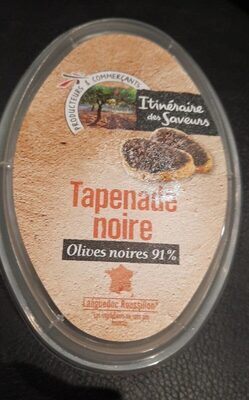 PRODUCTEURS & COMMERÇANTS
Itinéraire
des Saveurs
Tapenade
noire
Olives noires 91%
Languedoc Roussillon*